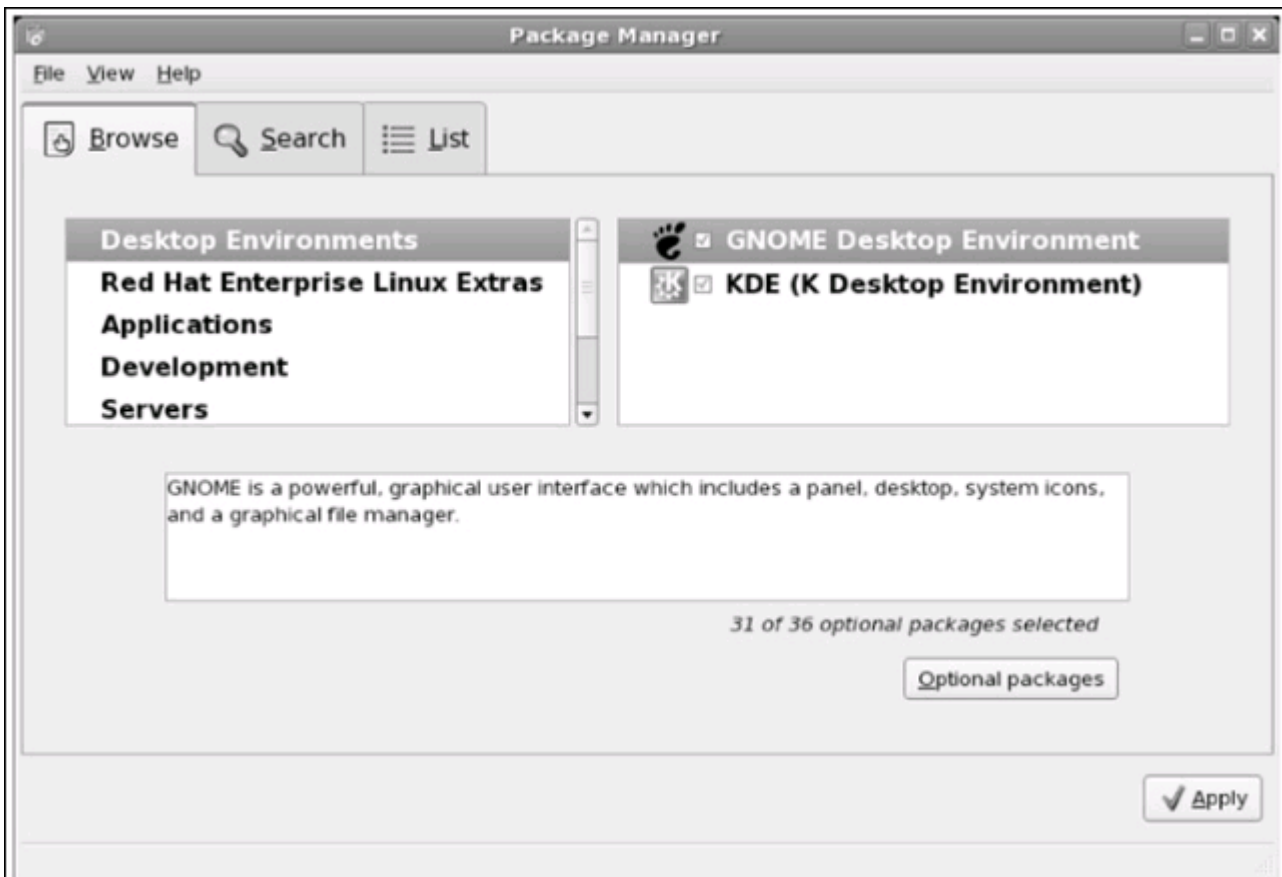 Package Manager
File View Help
Browse Search List
Desktop Environments
Red Hat Enterprise Linux Extras
Applications
Development
Servers
GNOME Desktop Environment
KDE (K Desktop Environment)
GNOME is a powerful, graphical user interface which includes a panel, desktop, system icons,
and a graphical file manager.
31 of 36 optional packages selected
Optional packages
Apply